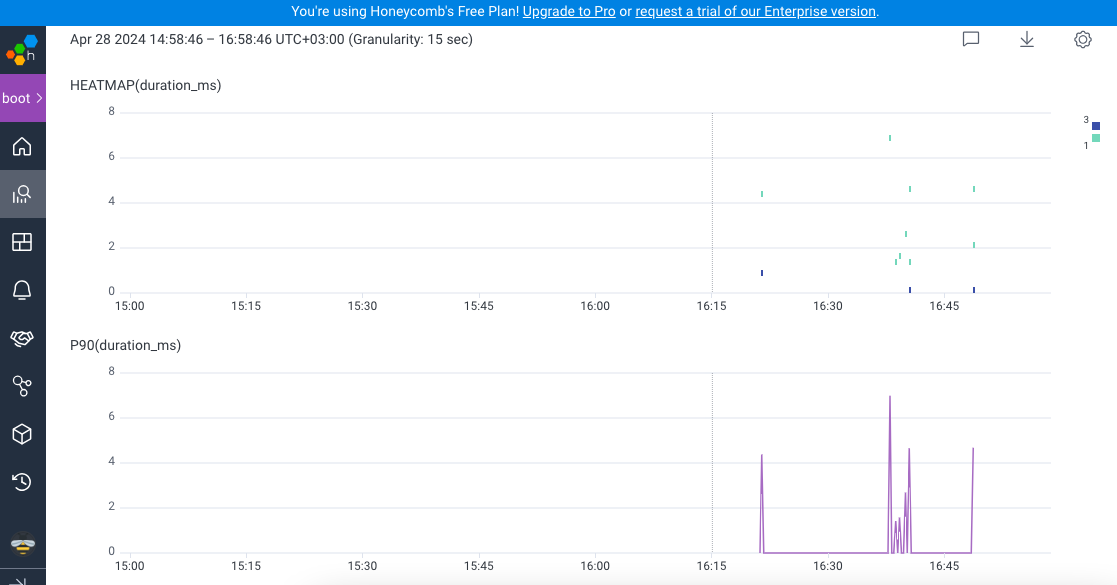 You're using Honeycomb's Free Plan! Upgrade to Pro or request a trial of our Enterprise version.
Apr 28 2024 14:58:46 – 16:58:46 UTC+03:00 (Granularity: 15 sec)
h
boot >
HEATMAP(duration_ms)
8
6
4
2
0
15:00 15:15 15:30 15:45 16:00 16:15 16:30 16:45
3
1
P90(duration_ms)
8
6
4
2
0
15:00 15:15 15:30 15:45 16:00 16:15 16:30 16:45